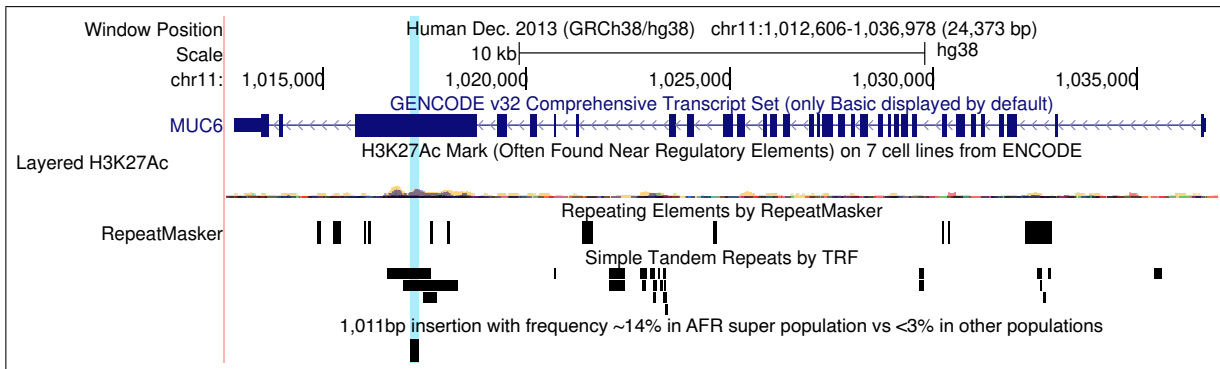 Window Position Human Dec. 2013 (GRCh38/hg38) chr11:1,012,606-1,036,978 (24,373 bp)
Scale 10 kb hg38
chr11: 1,015,000 1,020,000 1,025,000 1,030,000 1,035,000
GENCODE v32 Comprehensive Transcript Set (only Basic displayed by default)
MUC6
H3K27Ac Mark (Often Found Near Regulatory Elements) on 7 cell lines from ENCODE
Layered H3K27Ac
Repeating Elements by RepeatMasker
RepeatMasker
Simple Tandem Repeats by TRF
1,011bp insertion with frequency ~14% in AFR super population vs <3% in other populations